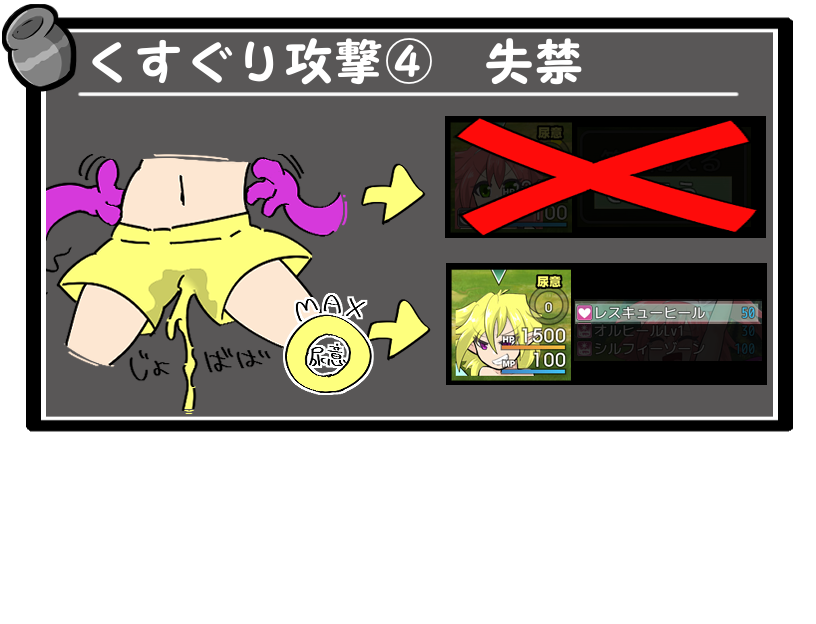 くすぐり攻撃④ 失禁
尿意
100
MAX
尿意
じょばばば
尿意
0
HP 1500
MP 100
レスキューヒール 50
オルヒールLv1 30
シルフィーゾーン 100